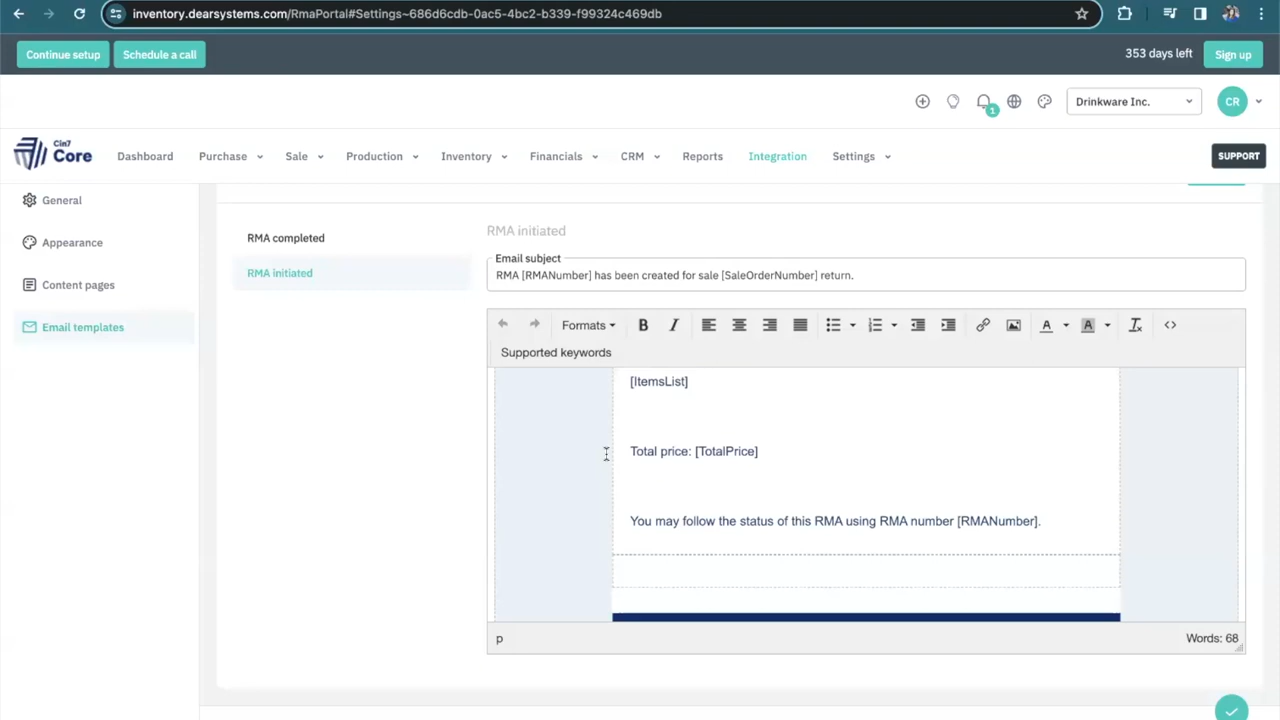 inventory.dearsystems.com/RmaPortal#Settings~686d6cdb-0ac5-4bc2-b339-f99324c469db
Continue setup
Schedule a call
353 days left
Sign up
1
Drinkware Inc.
CR
Cin7
Core
Dashboard
Purchase
Sale
Production
Inventory
Financials
CRM
Reports
Integration
Settings
SUPPORT
General
Appearance
Content pages
Email templates
RMA completed
RMA initiated
RMA initiated
Email subject
RMA [RMANumber] has been created for sale [SaleOrderNumber] return.
Formats
B
I
A
A
Supported keywords
[ItemsList]
Total price: [TotalPrice]
You may follow the status of this RMA using RMA number [RMANumber].
p
Words: 68